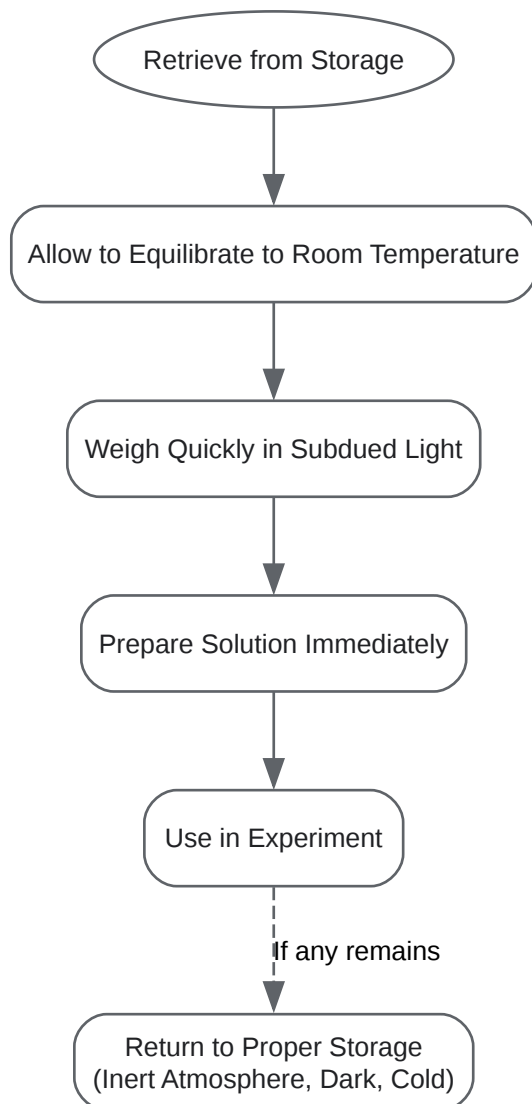 Retrieve from Storage
Allow to Equilibrate to Room Temperature
Weigh Quickly in Subdued Light
Prepare Solution Immediately
Use in Experiment
If any remains
Return to Proper Storage
(Inert Atmosphere, Dark, Cold)